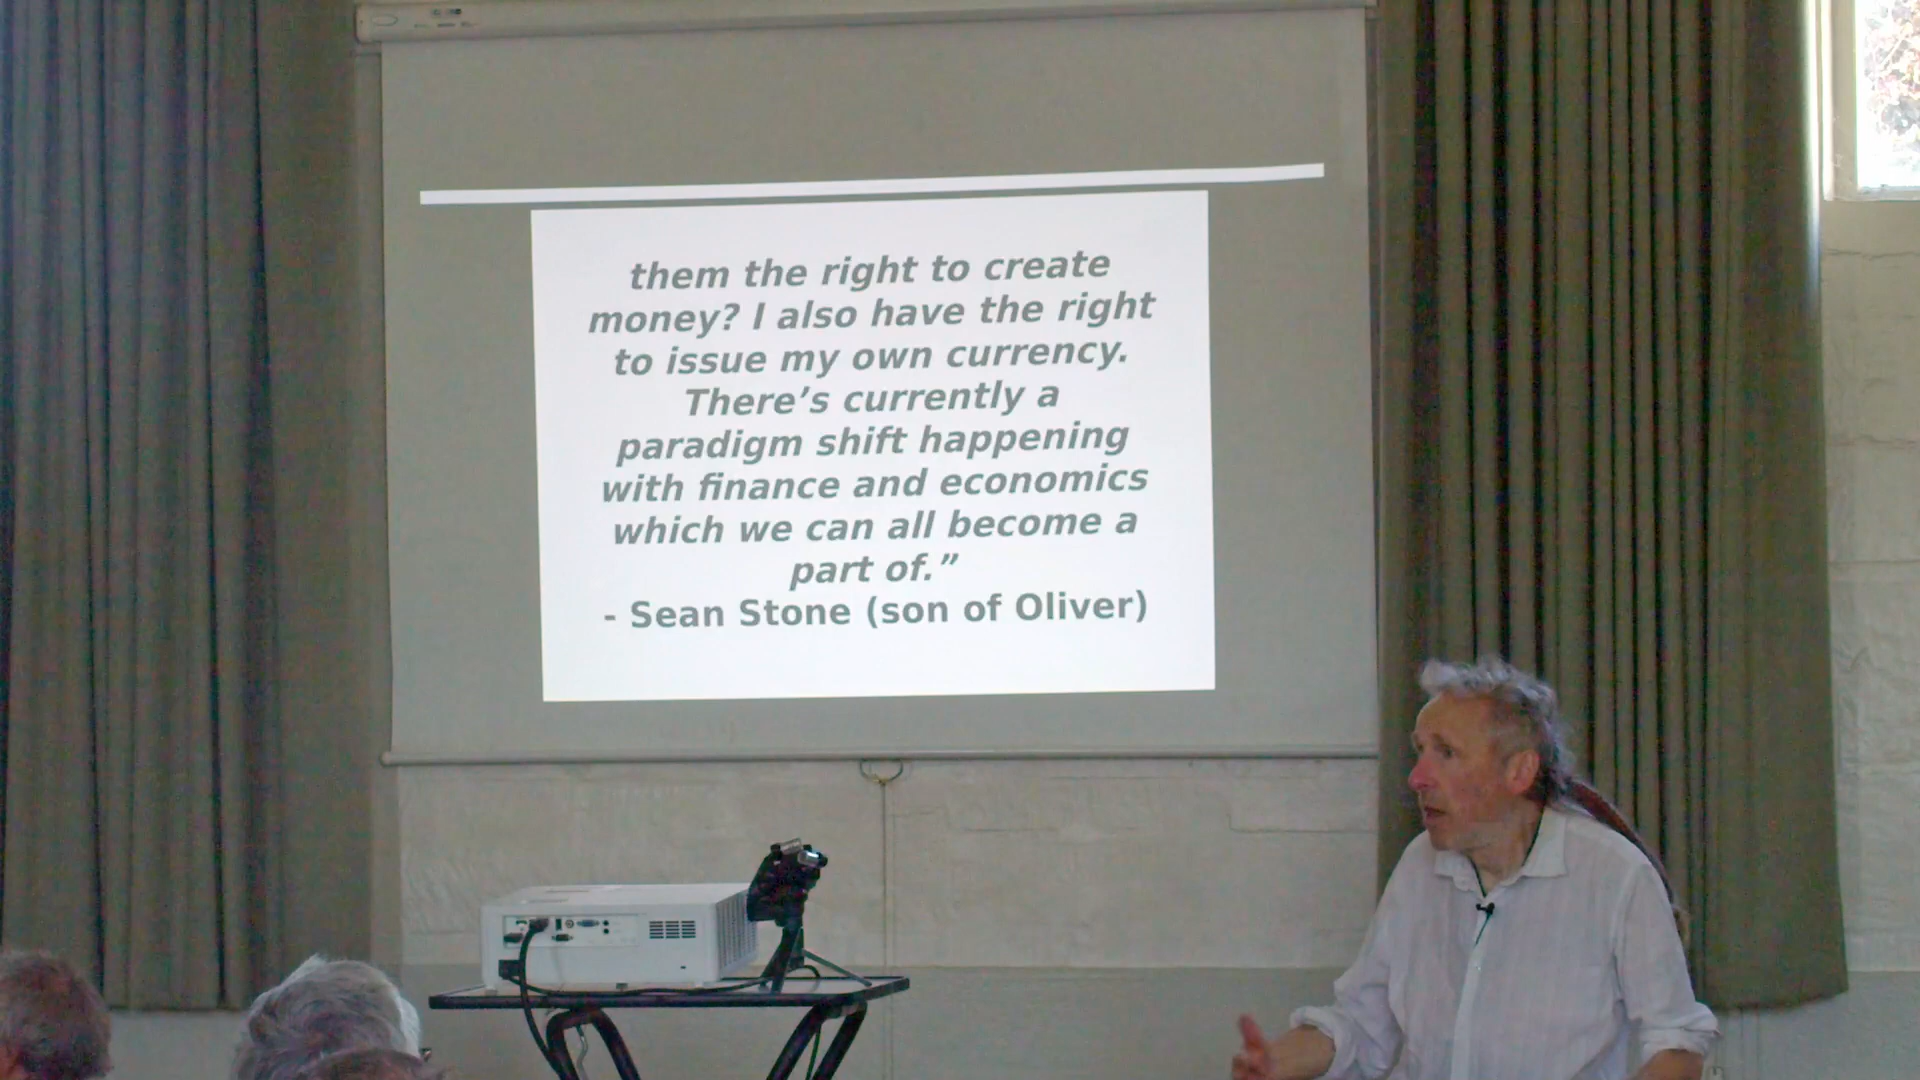 them the right to create
money? I also have the right
to issue my own currency.
There’s currently a
paradigm shift happening
with finance and economics
which we can all become a
part of.”
- Sean Stone (son of Oliver)